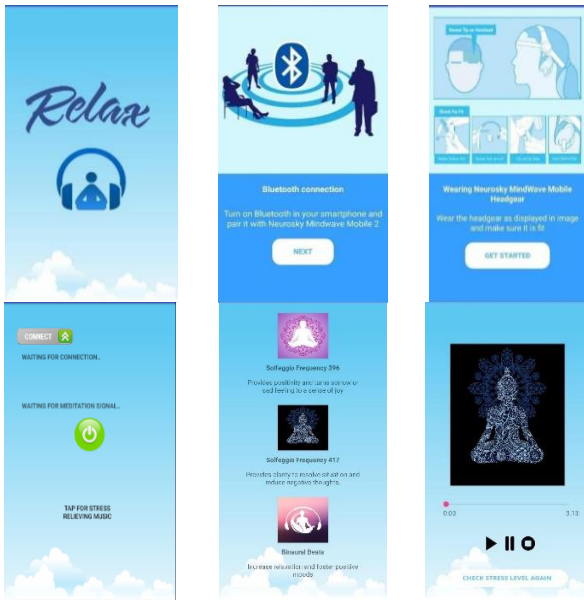 Relax
Bluetooth connection
Turn on Bluetooth in your smartphone and
pair it with Neurosky Mindwave Mobile 2
NEXT
Wearing Neurosky MindWave Mobile
Headgear
Wear the headgear as displayed in image
and make sure it is fit
GET STARTED
CONNECT
WAITING FOR CONNECTION..
WAITING FOR MEDITATION SIGNAL..
TAP FOR STRESS
RELIEVING MUSIC
Solfeggio Frequency 396
Provides positivity and turns sorrow or
sad feeling to a sense of joy
Solfeggio Frequency 417
Provides clarity to resolve situation and
reduce negative thoughts.
Binaural Beats
Increase relaxation and foster positive
moods
0:00
3:13
CHECK STRESS LEVEL AGAIN